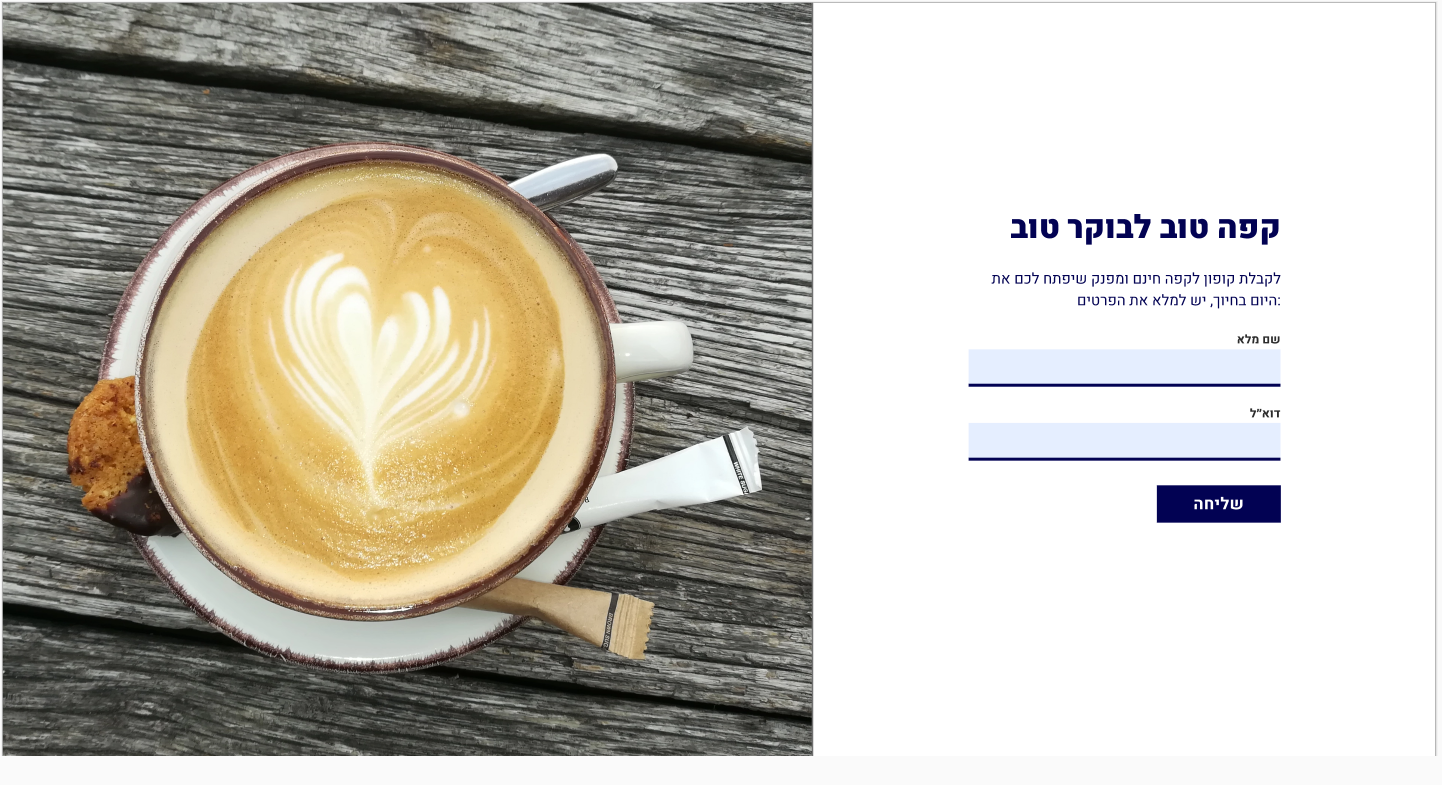 קפה טוב לבוקר טוב
לקבלת קופון לקפה חינם ומפנק שיפתח לכם את
היום בחיוך, יש למלא את הפרטים:
שם מלא
דוא"ל
שליחה